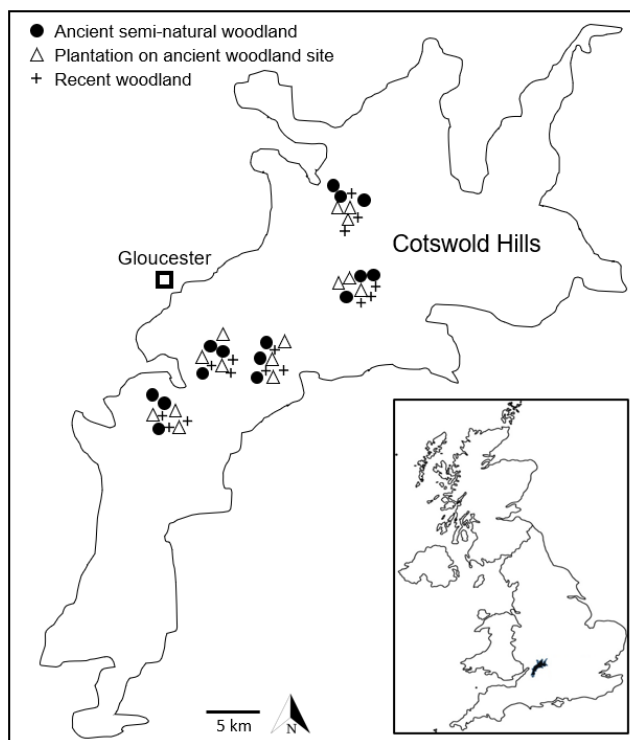 Ancient semi-natural woodland
Plantation on ancient woodland site
Recent woodland
Gloucester
Cotswold Hills
5 km
N